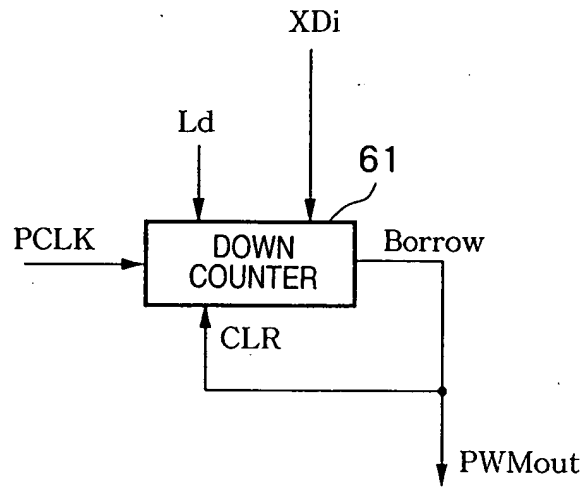 XDi
Ld
61
PCLK
DOWN
COUNTER
Borrow
CLR
PWMout